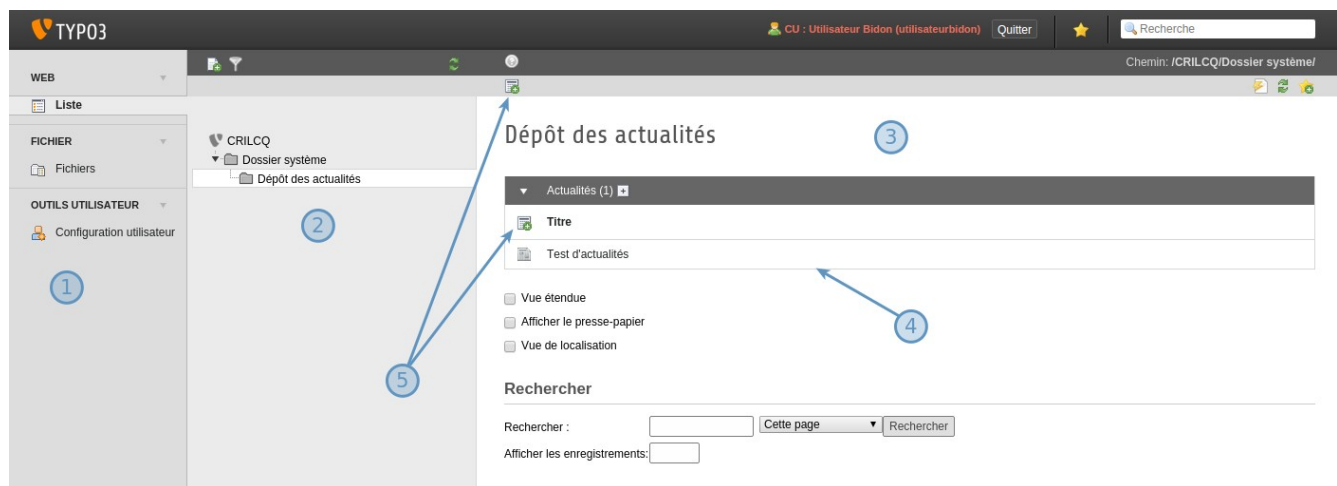 TYPO3
CU : Utilisateur Bidon (utilisateurbidon) Quitter Recherche
Chemin: /CRILCQ/Dossier système/
WEB
Liste
FICHIER
Fichiers
OUTILS UTILISATEUR
Configuration utilisateur
1
CRILCQ
Dossier système
Dépôt des actualités
2
Dépôt des actualités
3
Actualités (1)
Titre
Test d'actualités
4
5
Vue étendue
Afficher le presse-papier
Vue de localisation
Rechercher
Rechercher : Cette page Rechercher
Afficher les enregistrements: